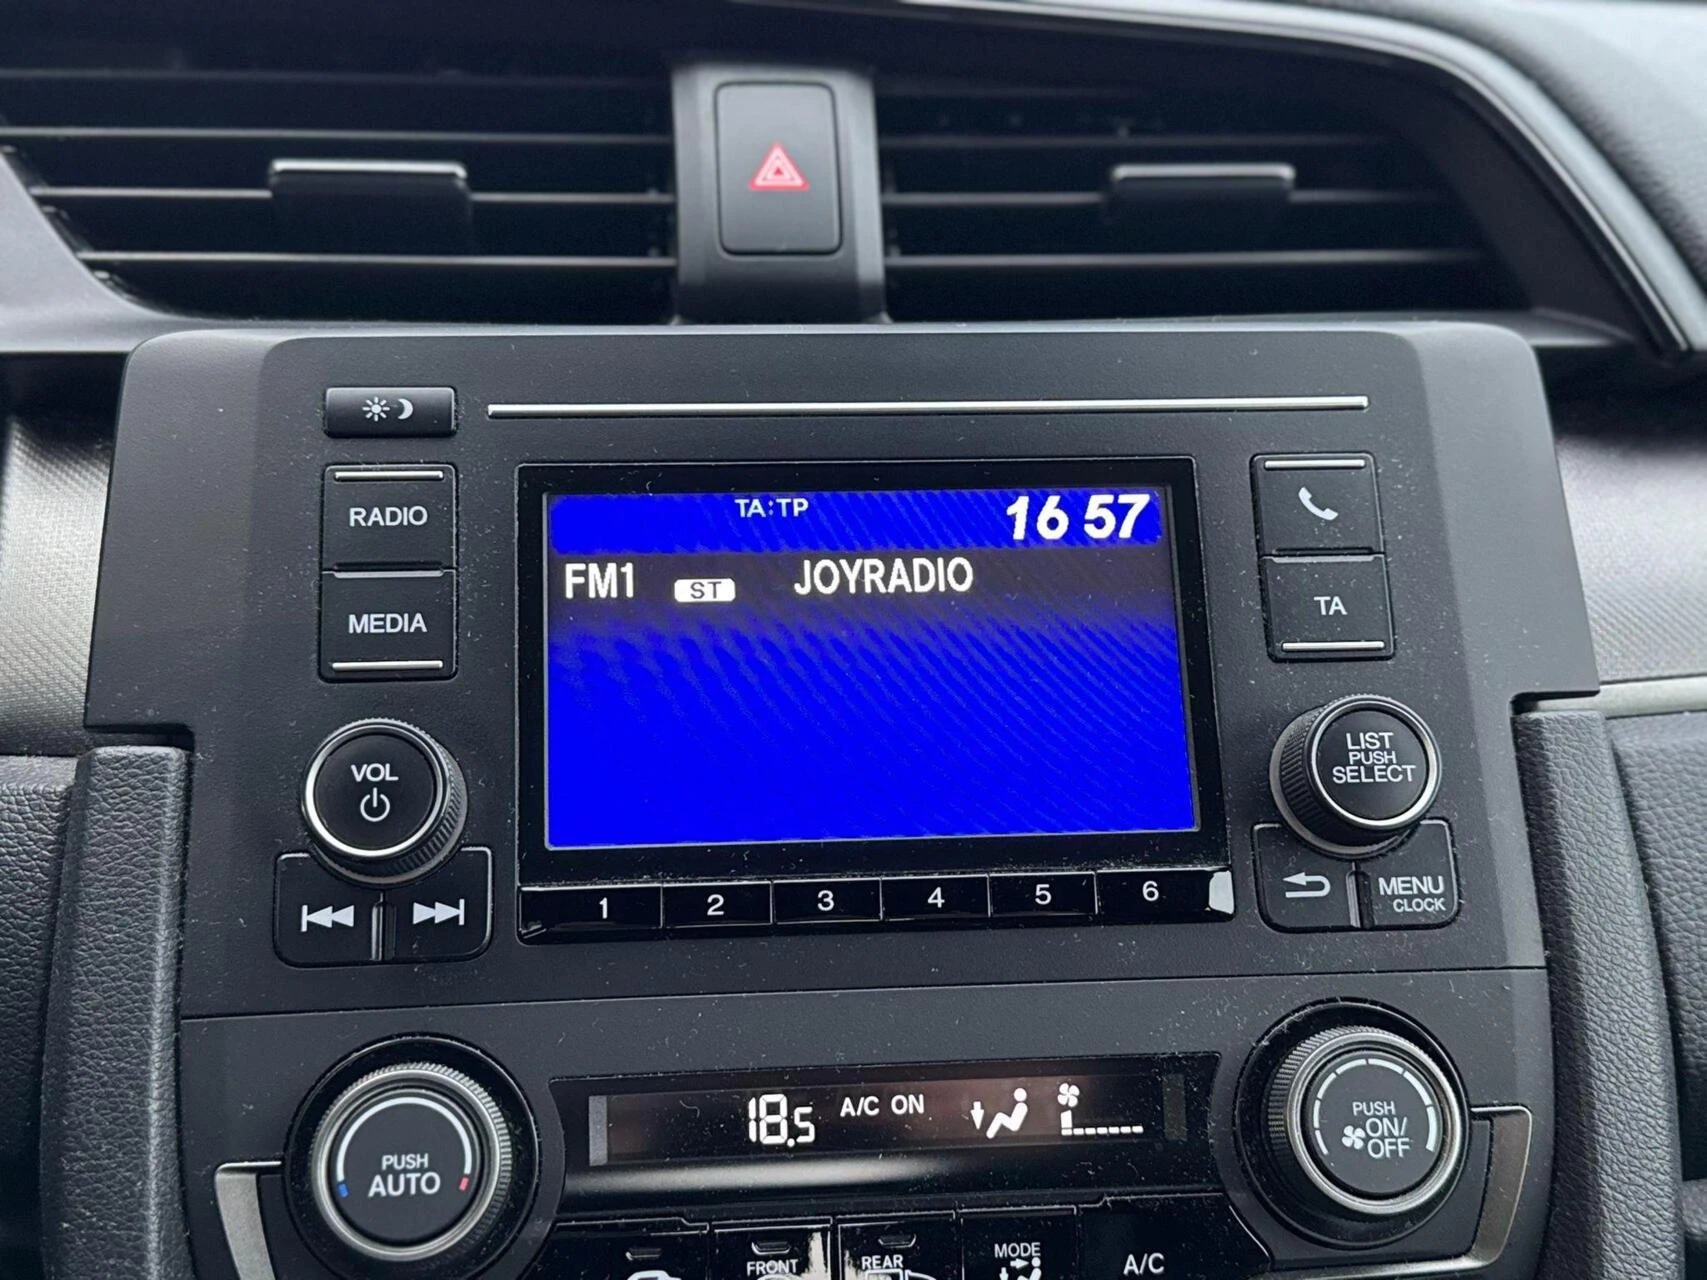 RADIO
MEDIA
VOL
TA:TP
16 57
FM1 ST JOYRADIO
1 2 3 4 5 6
TA
LIST
PUSH
SELECT
MENU
CLOCK
PUSH
AUTO
18.5 A/C ON
PUSH
ON/
OFF
FRONT
REAR
MODE
A/C